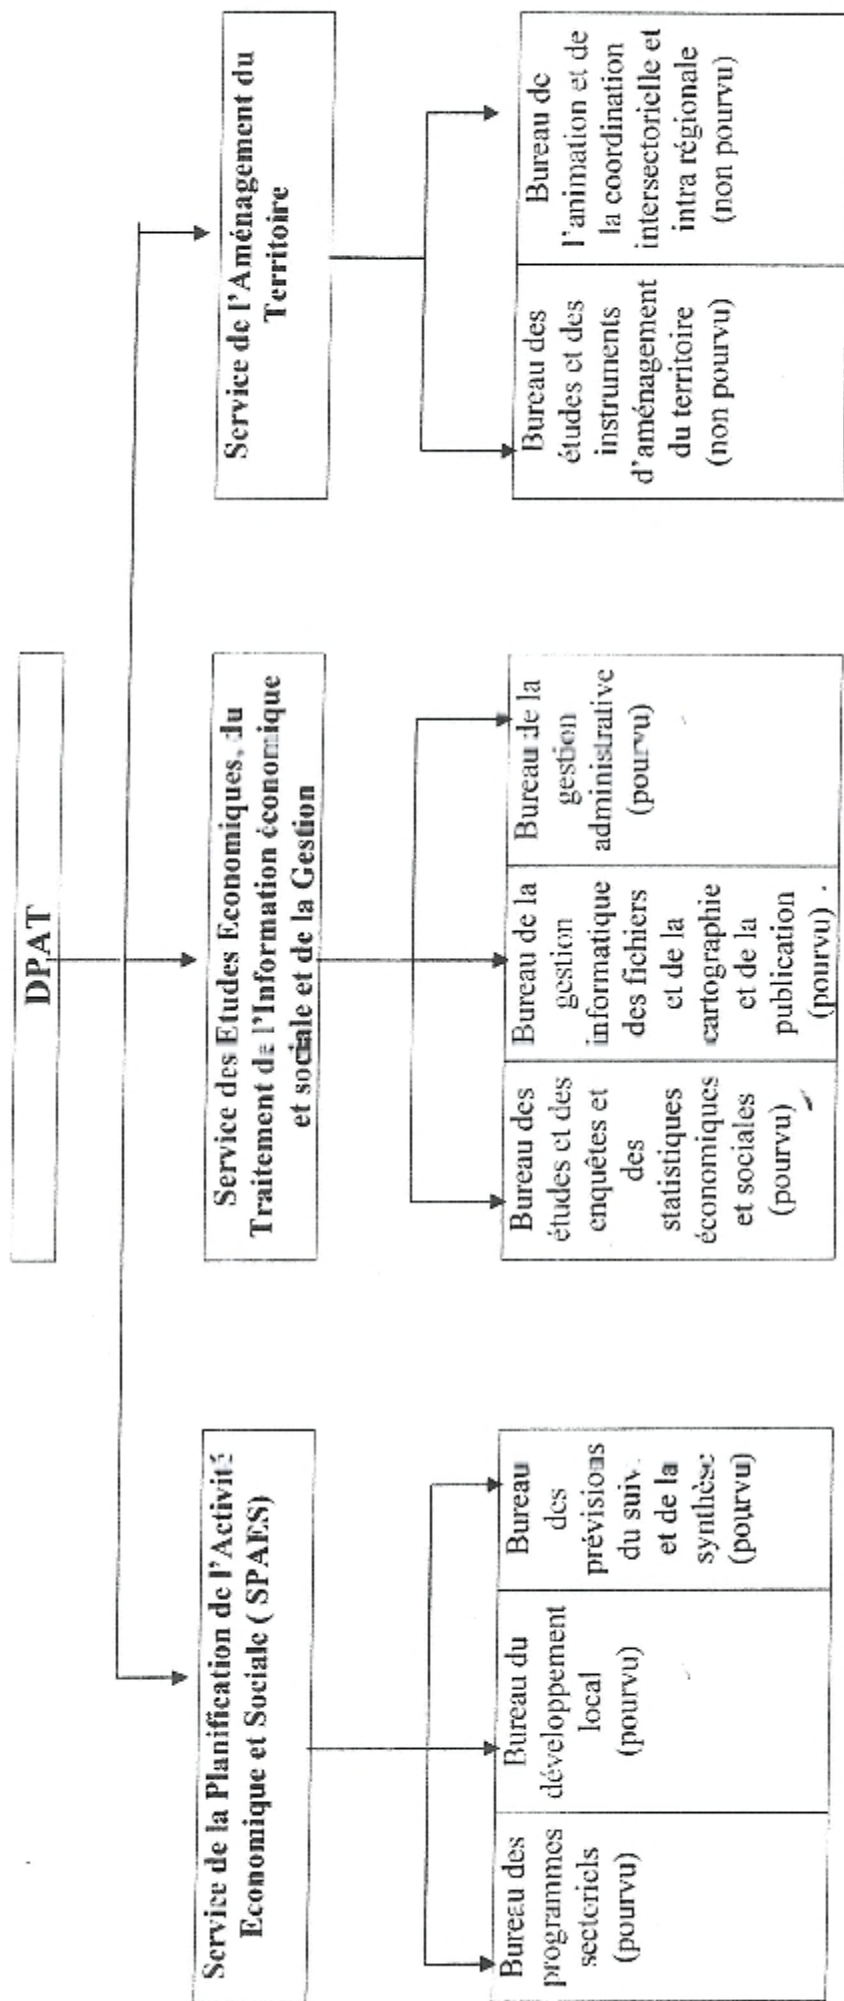 DPAT
Service de la Planification de l'Activité
Economique et Sociale ( SPAES)
Bureau des
programmes
sectoriels
(pourvu)
Bureau du
développement
local
(pourvu)
Bureau
des
prévisions
du suiv
et de la
synthèse
(pourvu)
Service des Etudes Economiques, du
Traitement de l'Information économique
et sociale et de la Gestion
Bureau des
études et des
enquêtes et
des
statistiques
économiques
et sociales
(pourvu)
Bureau de la
gestion
informatique
des fichiers
et de la
cartographie
et de la
publication
(pourvu) .
Bureau de la
gestion
administrative
(pourvu)
Service de l'Aménagement du
Territoire
Bureau des
études et des
instruments
d'aménagement
du territoire
(non pourvu)
Bureau de
l'animation et de
la coordination
intersectorielle et
intra régionale
(non pourvu)